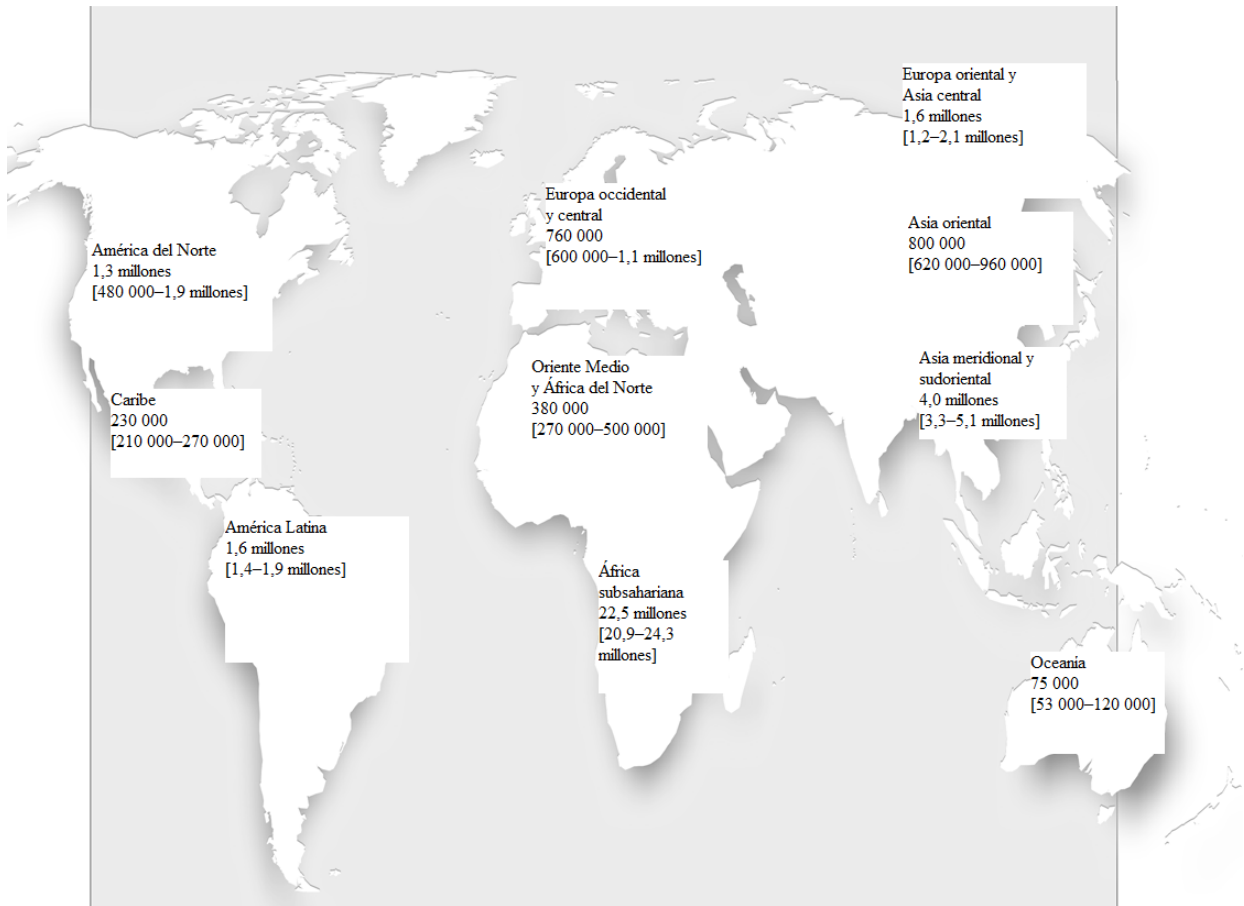 Europa oriental y
Asia central
1,6 millones
[1,2–2,1 millones]
Europa occidental
y central
760 000
[600 000–1,1 millones]
Asia oriental
800 000
[620 000–960 000]
América del Norte
1,3 millones
[480 000–1,9 millones]
Asia meridional y
sudoriental
4,0 millones
[3,3–5,1 millones]
Oriente Medio
y África del Norte
380 000
[270 000–500 000]
Caribe
230 000
[210 000–270 000]
América Latina
1,6 millones
[1,4–1,9 millones]
África
subsahariana
22,5 millones
[20,9–24,3
millones]
Oceanía
75 000
[53 000–120 000]